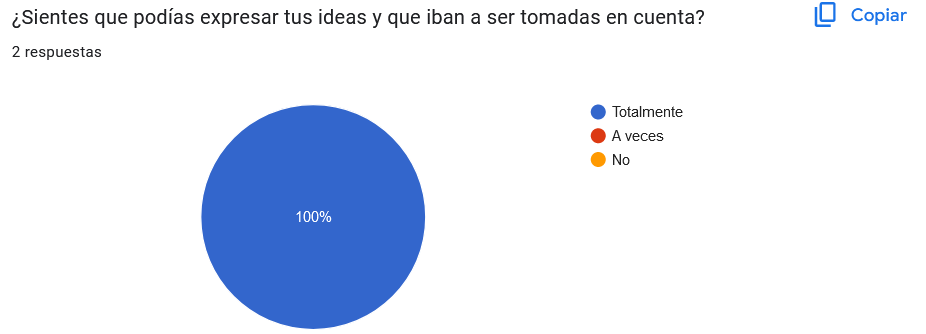 ¿Sientes que podías expresar tus ideas y que iban a ser tomadas en cuenta?
Copiar
2 respuestas
Totalmente
A veces
No
100%